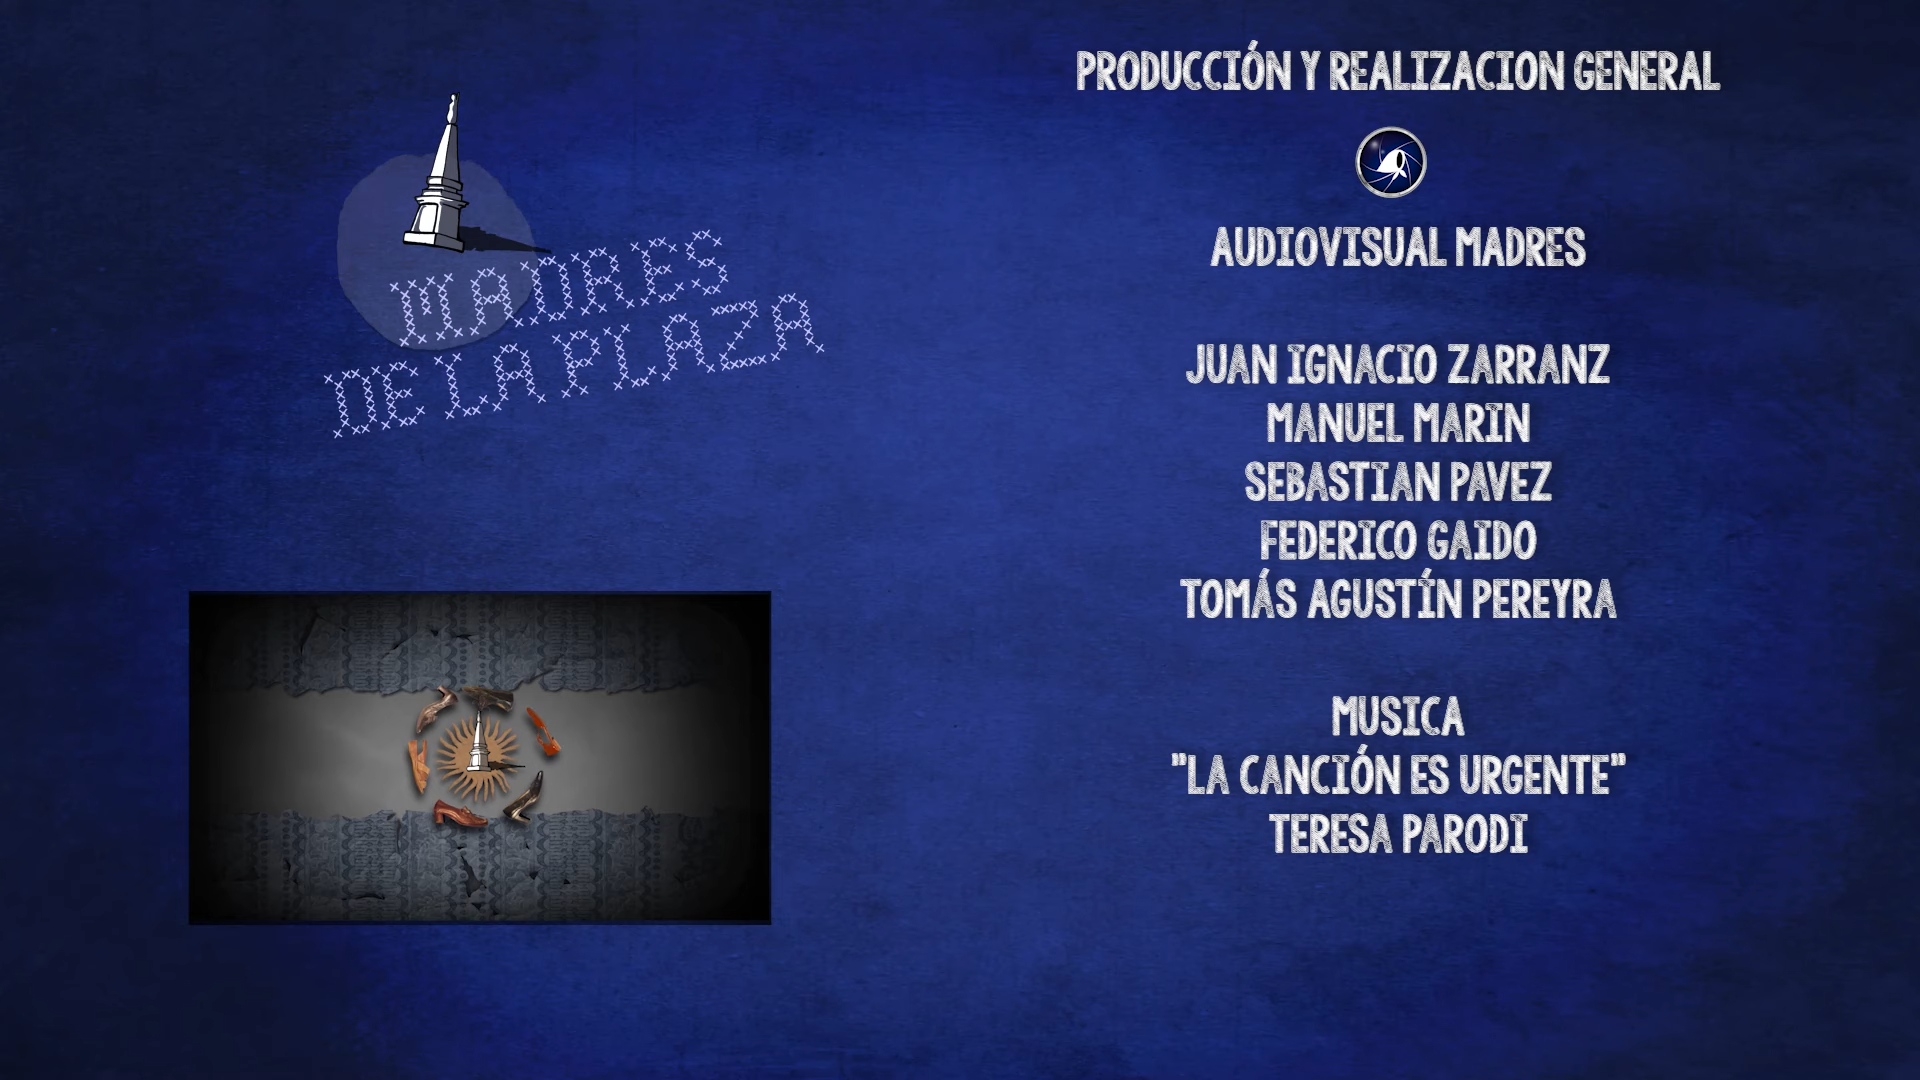 MADRES
DE LA PLAZA
PRODUCCIÓN Y REALIZACION GENERAL
AUDIOVISUAL MADRES
JUAN IGNACIO ZARRANZ
MANUEL MARIN
SEBASTIAN PAVEZ
FEDERICO GAIDO
TOMÁS AGUSTÍN PEREYRA
MUSICA
"LA CANCIÓN ES URGENTE"
TERESA PARODI